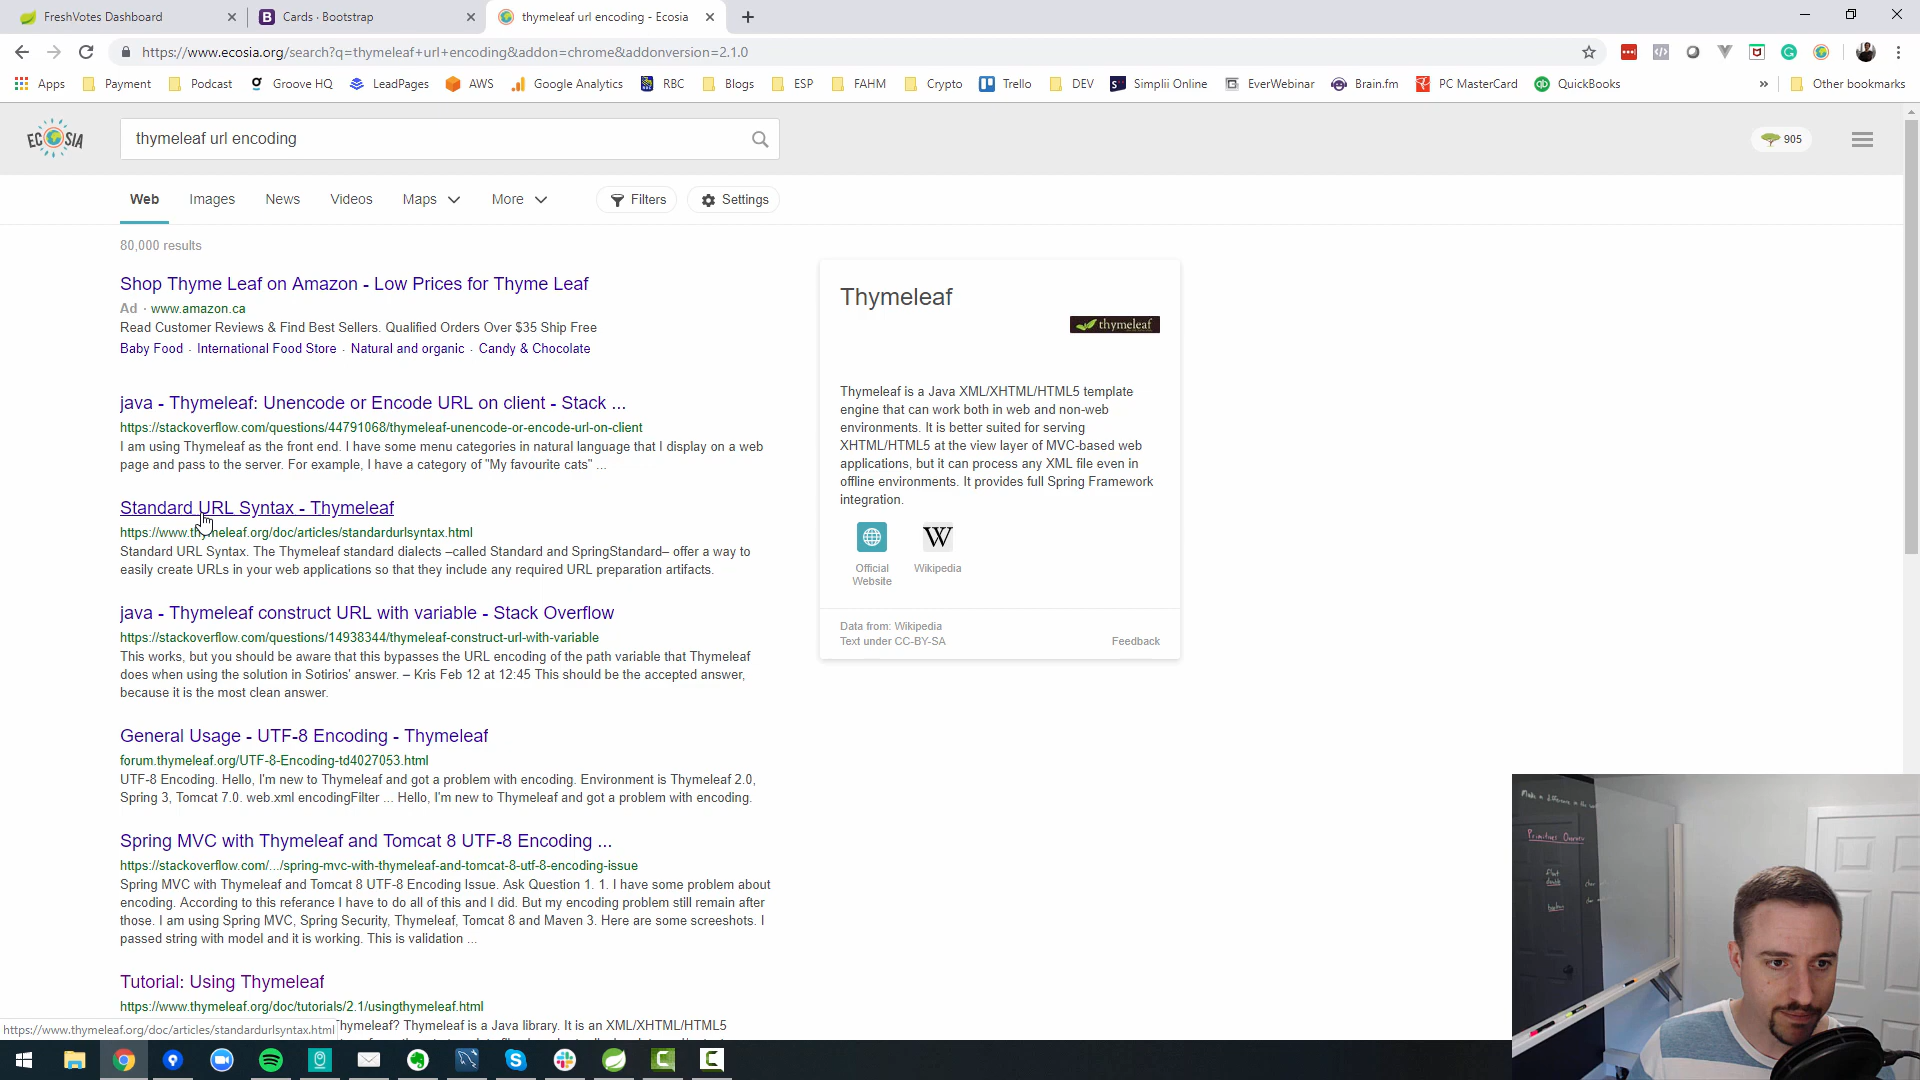 FreshVotes Dashboard
Cards · Bootstrap
thymeleaf url encoding - Ecosia
https://www.ecosia.org/search?q=thymeleaf+url+encoding&addon=chrome&addonversion=2.1.0
Apps
Payment
Podcast
Groove HQ
LeadPages
AWS
Google Analytics
RBC
Blogs
ESP
FAHM
Crypto
Trello
DEV
Simplii Online
EverWebinar
Brain.fm
PC MasterCard
QuickBooks
»
Other bookmarks
ECOSIA
thymeleaf url encoding
905
Web
Images
News
Videos
Maps
More
Filters
Settings
80,000 results
Shop Thyme Leaf on Amazon - Low Prices for Thyme Leaf
Ad · www.amazon.ca
Read Customer Reviews & Find Best Sellers. Qualified Orders Over $35 Ship Free
Baby Food · International Food Store · Natural and organic · Candy & Chocolate
java - Thymeleaf: Unencode or Encode URL on client - Stack ...
https://stackoverflow.com/questions/44791068/thymeleaf-unencode-or-encode-url-on-client
I am using Thymeleaf as the front end. I have some menu categories in natural language that I display on a web
page and pass to the server. For example, I have a category of "My favourite cats" ...
Standard URL Syntax - Thymeleaf
https://www.thymeleaf.org/doc/articles/standardurlsyntax.html
Standard URL Syntax. The Thymeleaf standard dialects –called Standard and SpringStandard– offer a way to
easily create URLs in your web applications so that they include any required URL preparation artifacts.
java - Thymeleaf construct URL with variable - Stack Overflow
https://stackoverflow.com/questions/14938344/thymeleaf-construct-url-with-variable
This works, but you should be aware that this bypasses the URL encoding of the path variable that Thymeleaf
does when using the solution in Sotirios' answer. – Kris Feb 12 at 12:45 This should be the accepted answer,
because it is the most clean answer.
General Usage - UTF-8 Encoding - Thymeleaf
forum.thymeleaf.org/UTF-8-Encoding-td4027053.html
UTF-8 Encoding. Hello, I'm new to Thymeleaf and got a problem with encoding. Environment is Thymeleaf 2.0,
Spring 3, Tomcat 7.0. web.xml encodingFilter ... Hello, I'm new to Thymeleaf and got a problem with encoding.
Spring MVC with Thymeleaf and Tomcat 8 UTF-8 Encoding ...
https://stackoverflow.com/.../spring-mvc-with-thymeleaf-and-tomcat-8-utf-8-encoding-issue
Spring MVC with Thymeleaf and Tomcat 8 UTF-8 Encoding Issue. Ask Question 1. 1. I have some problem about
encoding. According to this referance I have to do all of this and I did. But my encoding problem still remain after
those. I am using Spring MVC, Spring Security, Thymeleaf, Tomcat 8 and Maven 3. Here are some screeshots. I
passed string with model and it is working. This is validation ...
Tutorial: Using Thymeleaf
https://www.thymeleaf.org/doc/tutorials/2.1/usingthymeleaf.html
hymeleaf? Thymeleaf is a Java library. It is an XML/XHTML/HTML5
https://www.thymeleaf.org/doc/articles/standardurlsyntax.html
Thymeleaf
thymeleaf
Thymeleaf is a Java XML/XHTML/HTML5 template
engine that can work both in web and non-web
environments. It is better suited for serving
XHTML/HTML5 at the view layer of MVC-based web
applications, but it can process any XML file even in
offline environments. It provides full Spring Framework
integration.
W
Official
Website
Wikipedia
Data from: Wikipedia
Text under CC-BY-SA
Feedback
Make a difference in the
Primitives Overview
float
double
boolean